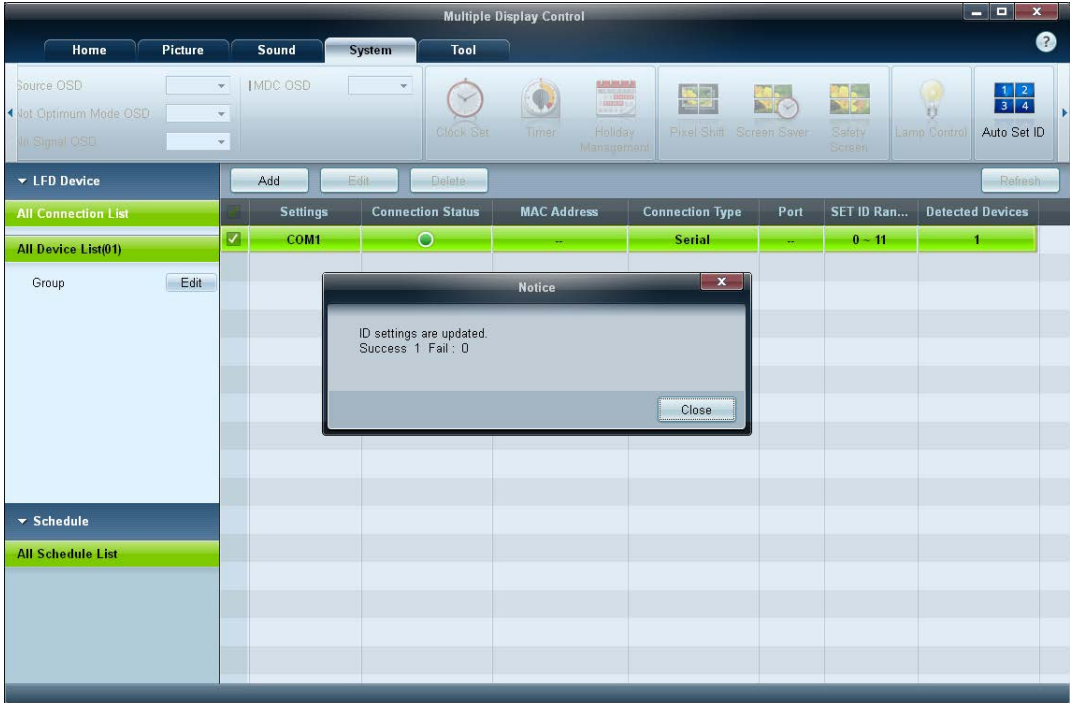 Multiple Display Control
Home Picture Sound System Tool
Source OSD
MDC OSD
Not Optimum Mode OSD
No Signal OSD
Clock Set
Timer
Holiday
Management
Pixel Shift
Screen Saver
Safety
Screen
Lamp Control
1 2
3 4
Auto Set ID
LFD Device
Add Edit Delete Refresh
All Connection List
Settings Connection Status MAC Address Connection Type Port SET ID Ran... Detected Devices
All Device List(01)
COM1 -- Serial -- 0 ~ 11 1
Group Edit
Notice
ID settings are updated.
Success 1 Fail : 0
Close
Schedule
All Schedule List